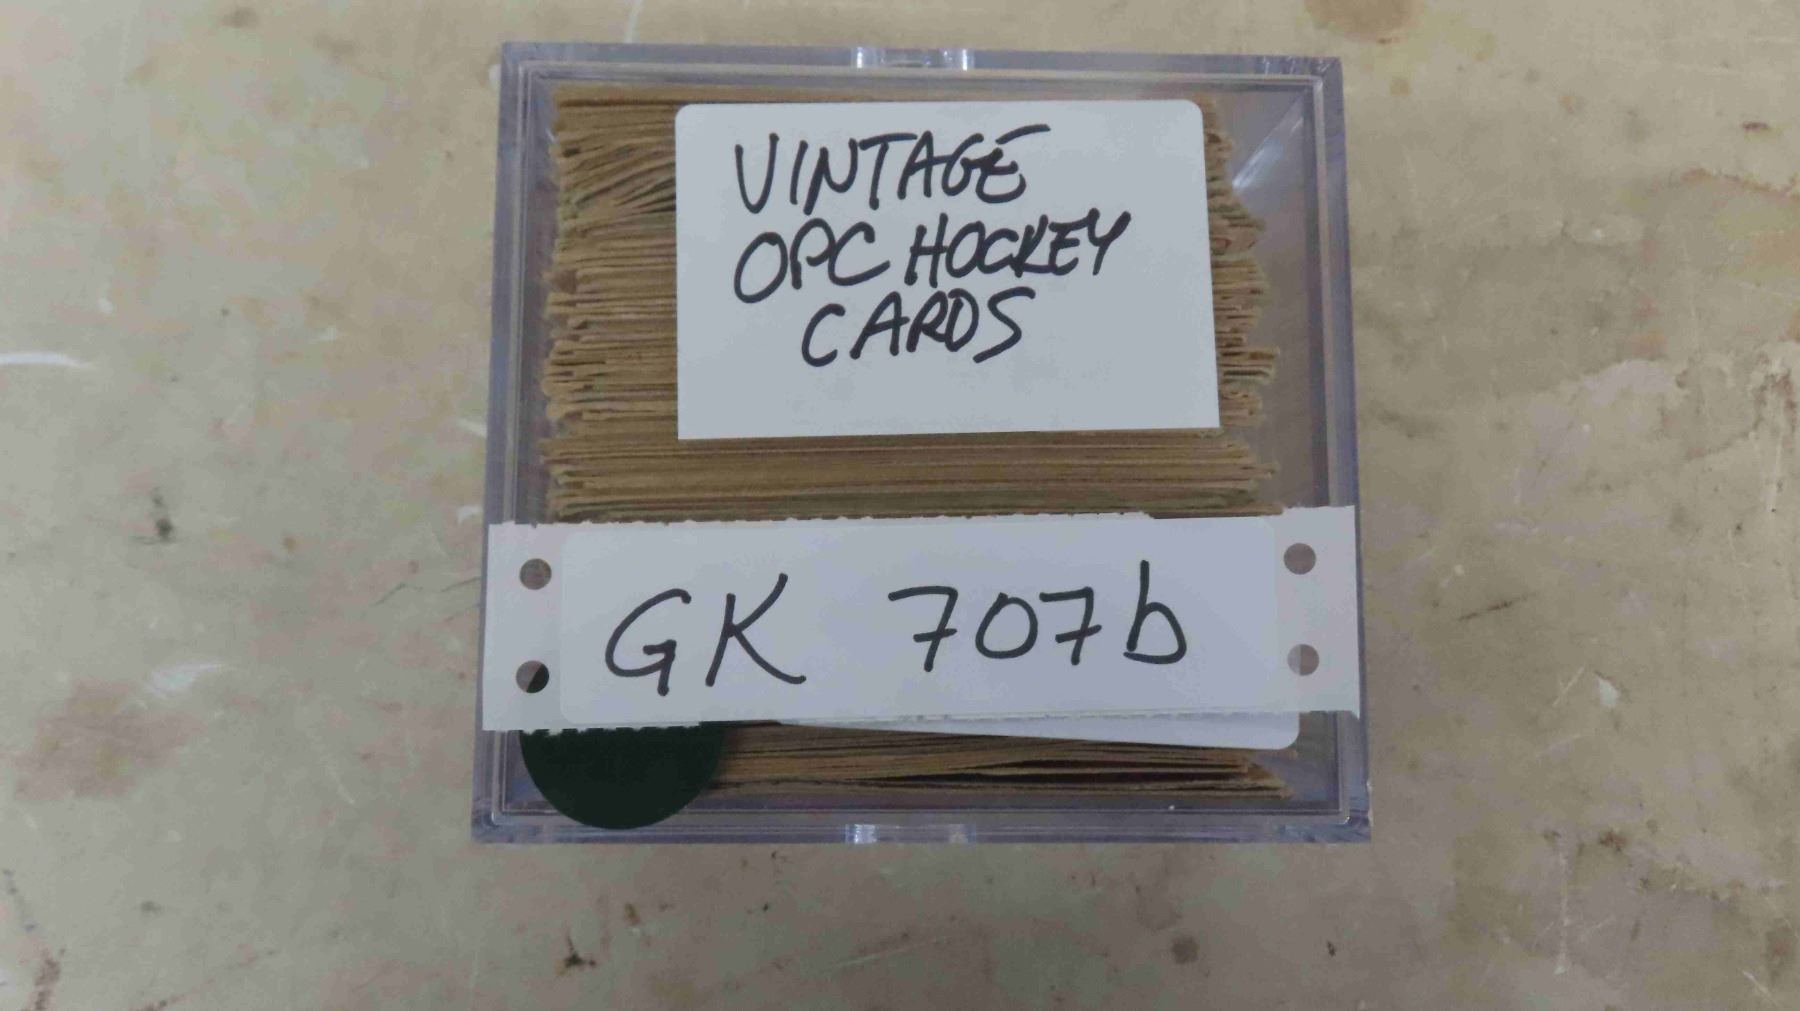 VINTAGE
OPC HOCKEY
CARDS
GK 707b